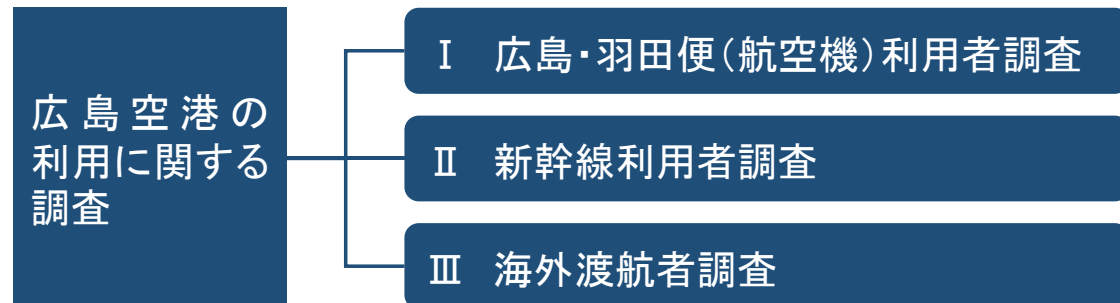 広島空港の
利用に関する
調査
Ⅰ 広島・羽田便(航空機)利用者調査
Ⅱ 新幹線利用者調査
Ⅲ 海外渡航者調査